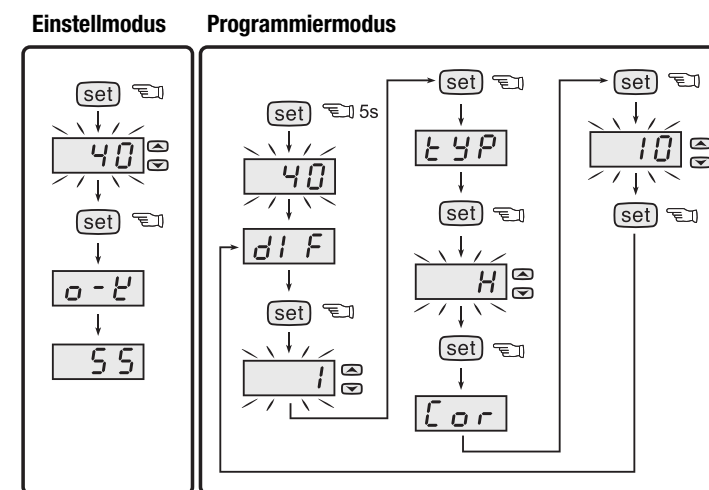 Einstellmodus
Programmiermodus
set
40
set
o-k
55
set 5s
40
dIF
set
1
set
tYP
set
H
set
Cor
set
10
set